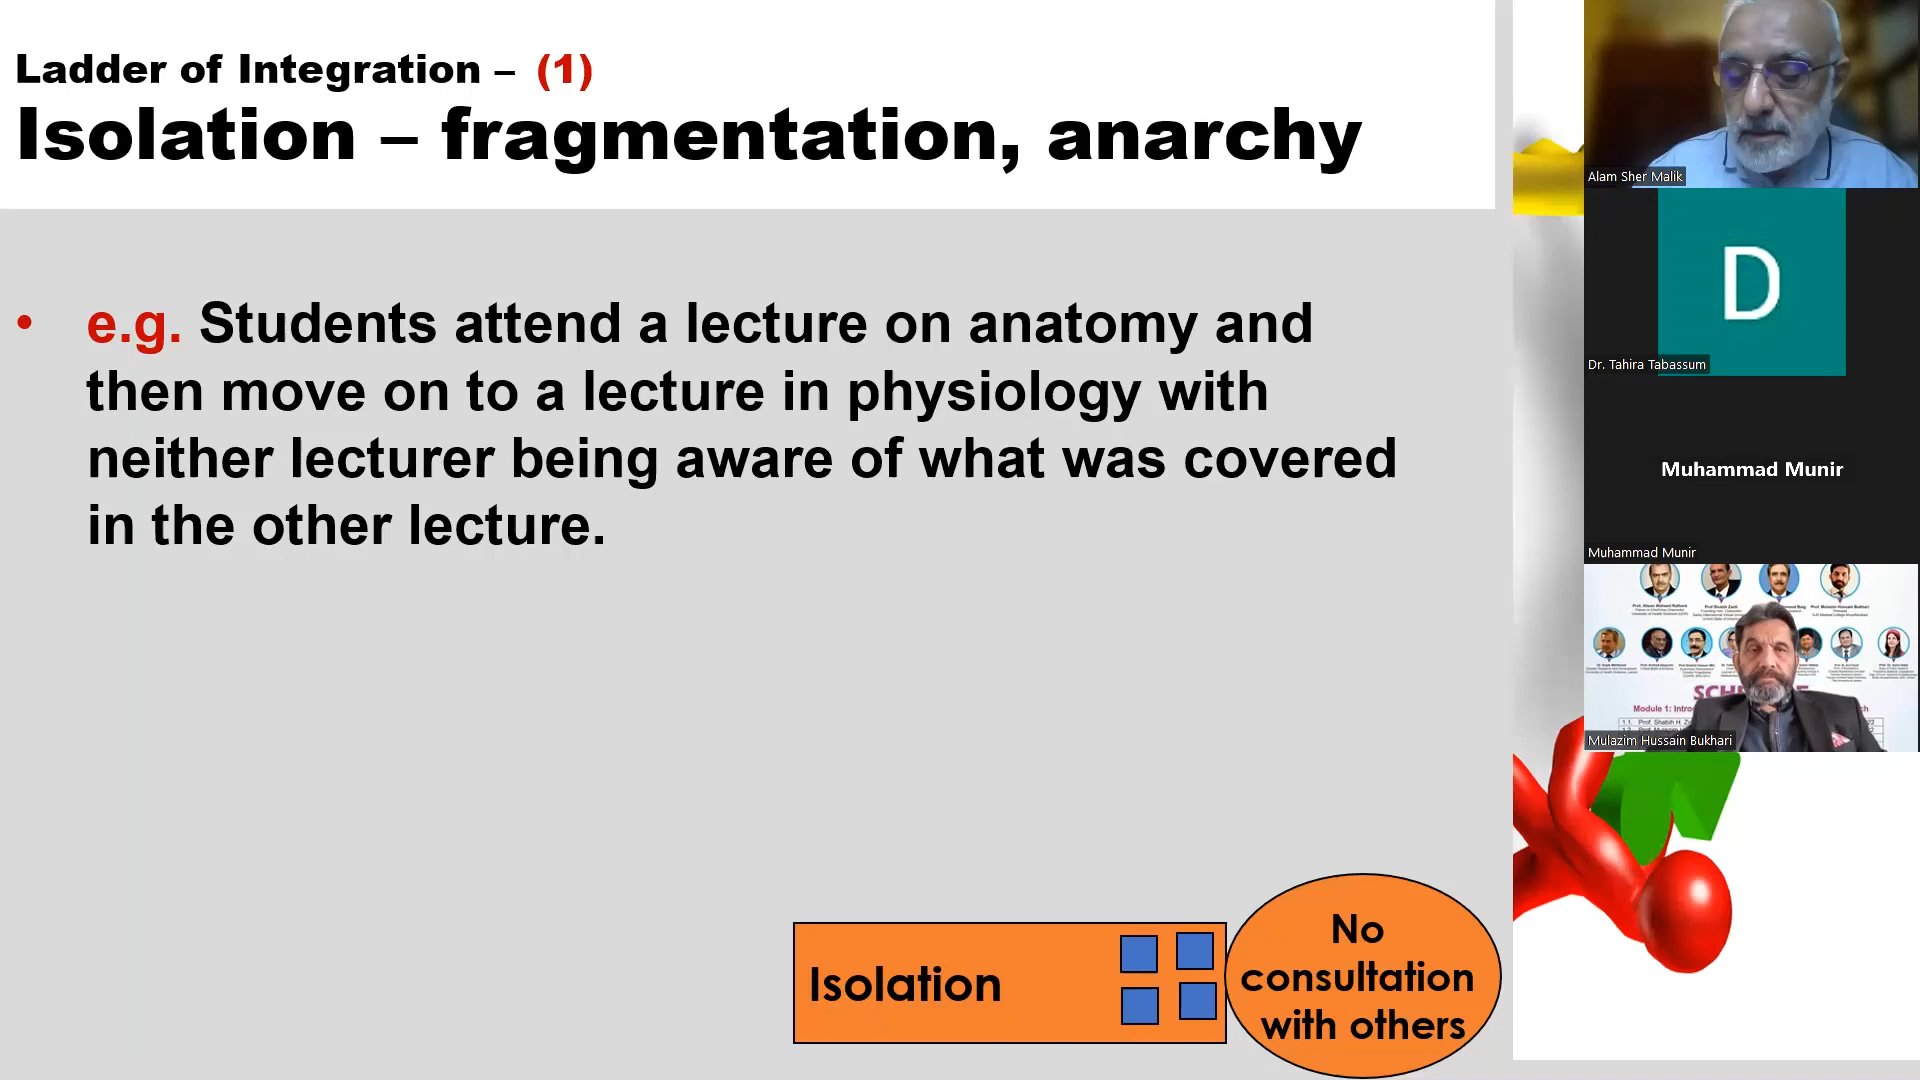 Ladder of Integration – (1)
Isolation – fragmentation, anarchy
• e.g. Students attend a lecture on anatomy and
then move on to a lecture in physiology with
neither lecturer being aware of what was covered
in the other lecture.
Isolation
No
consultation
with others
Alam Sher Malik
D
Dr. Tahira Tabassum
Muhammad Munir
Muhammad Munir
Module 1:
Mulazim Hussain Bukhari